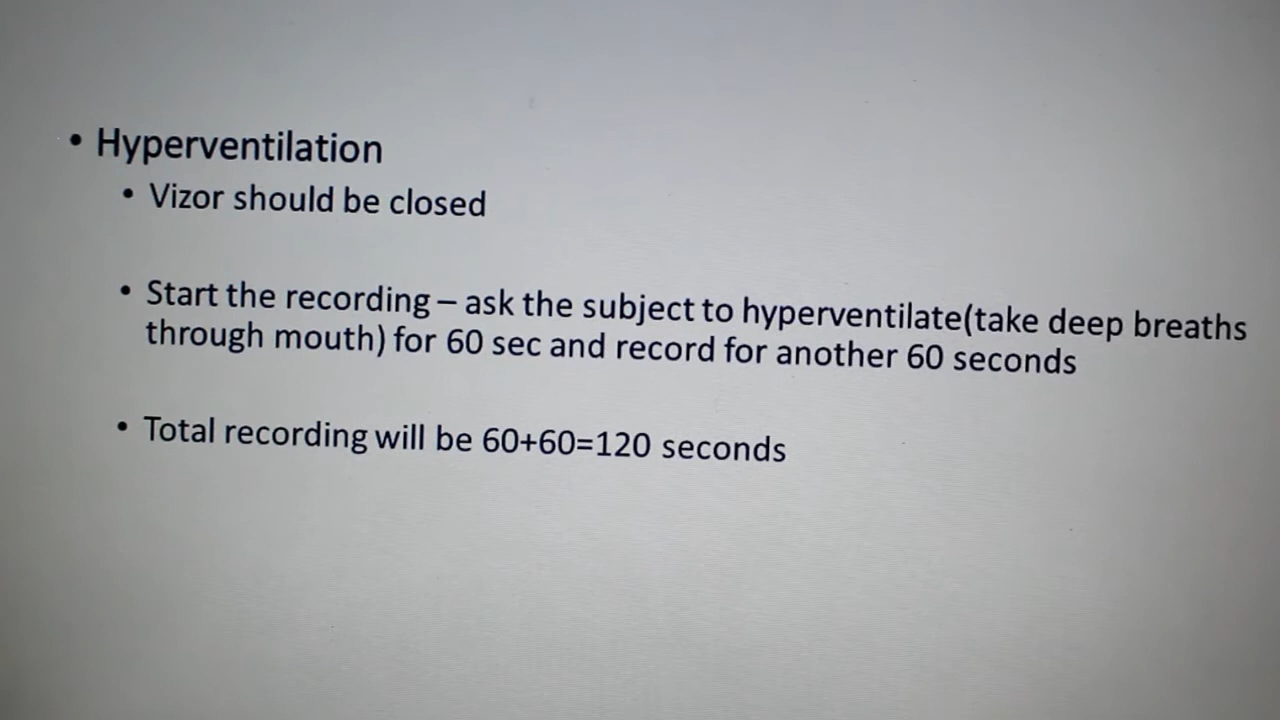 • Hyperventilation
• Vizor should be closed
• Start the recording – ask the subject to hyperventilate(take deep breaths
through mouth) for 60 sec and record for another 60 seconds
• Total recording will be 60+60=120 seconds